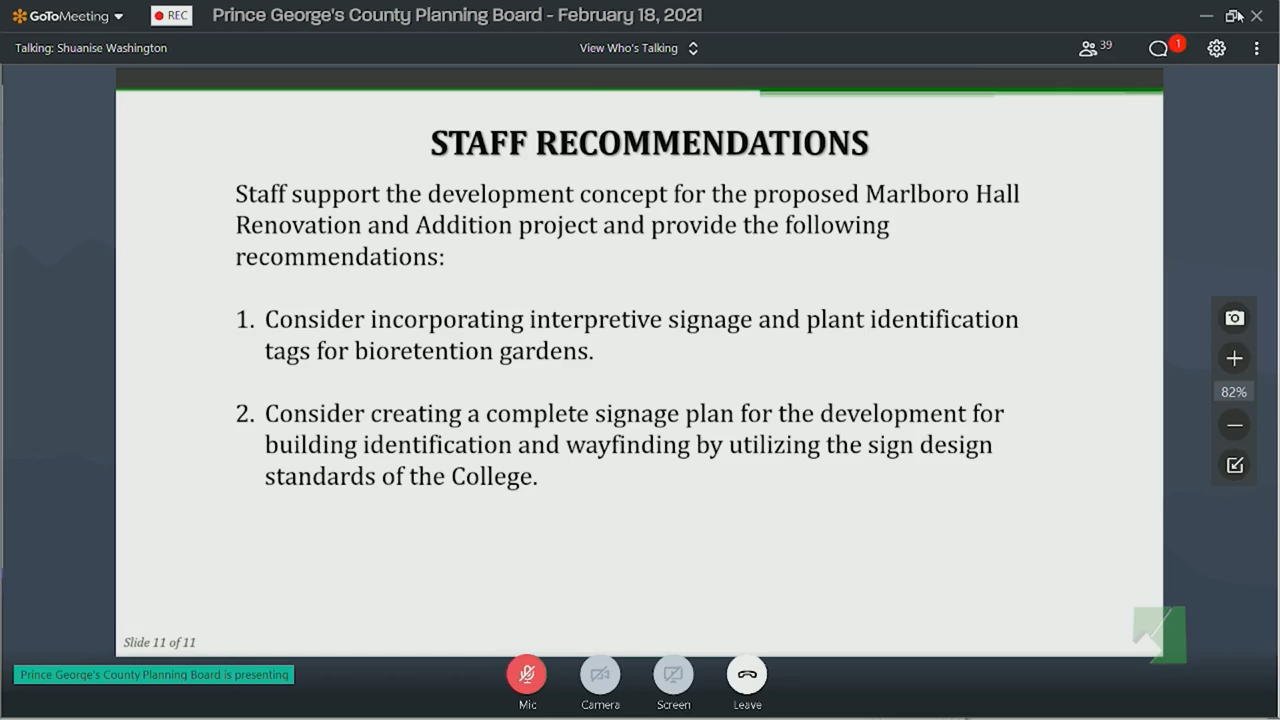 GoToMeeting
REC
Prince George's County Planning Board - February 18, 2021
Talking: Shuanise Washington
View Who's Talking
39
1
STAFF RECOMMENDATIONS
Staff support the development concept for the proposed Marlboro Hall
Renovation and Addition project and provide the following
recommendations:
1. Consider incorporating interpretive signage and plant identification
tags for bioretention gardens.
2. Consider creating a complete signage plan for the development for
building identification and wayfinding by utilizing the sign design
standards of the College.
82%
Slide 11 of 11
Prince George's County Planning Board is presenting
Mic
Camera
Screen
Leave